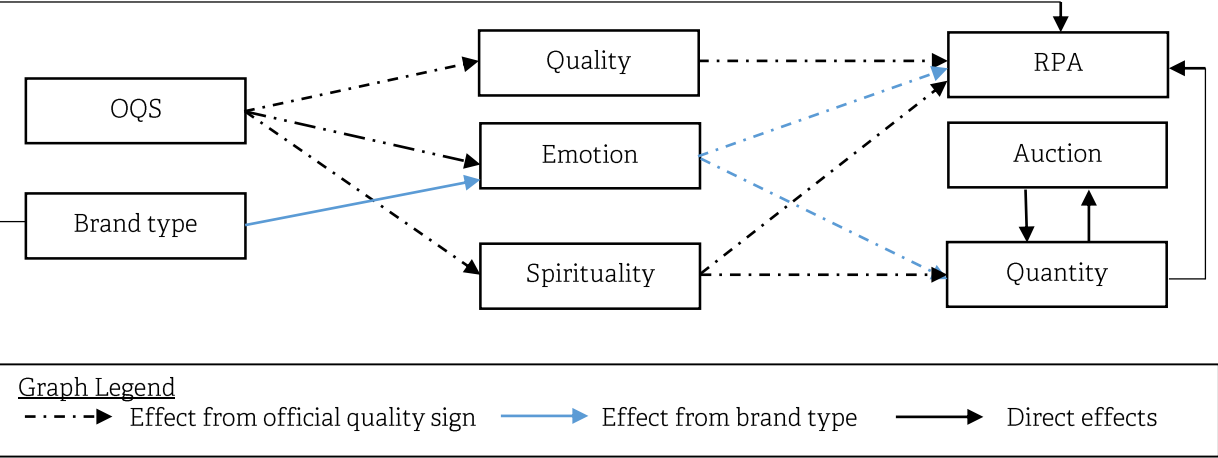 OQS
Brand type
Quality
Emotion
Spirituality
RPA
Auction
Quantity
Graph Legend
Effect from official quality sign
Effect from brand type
Direct effects